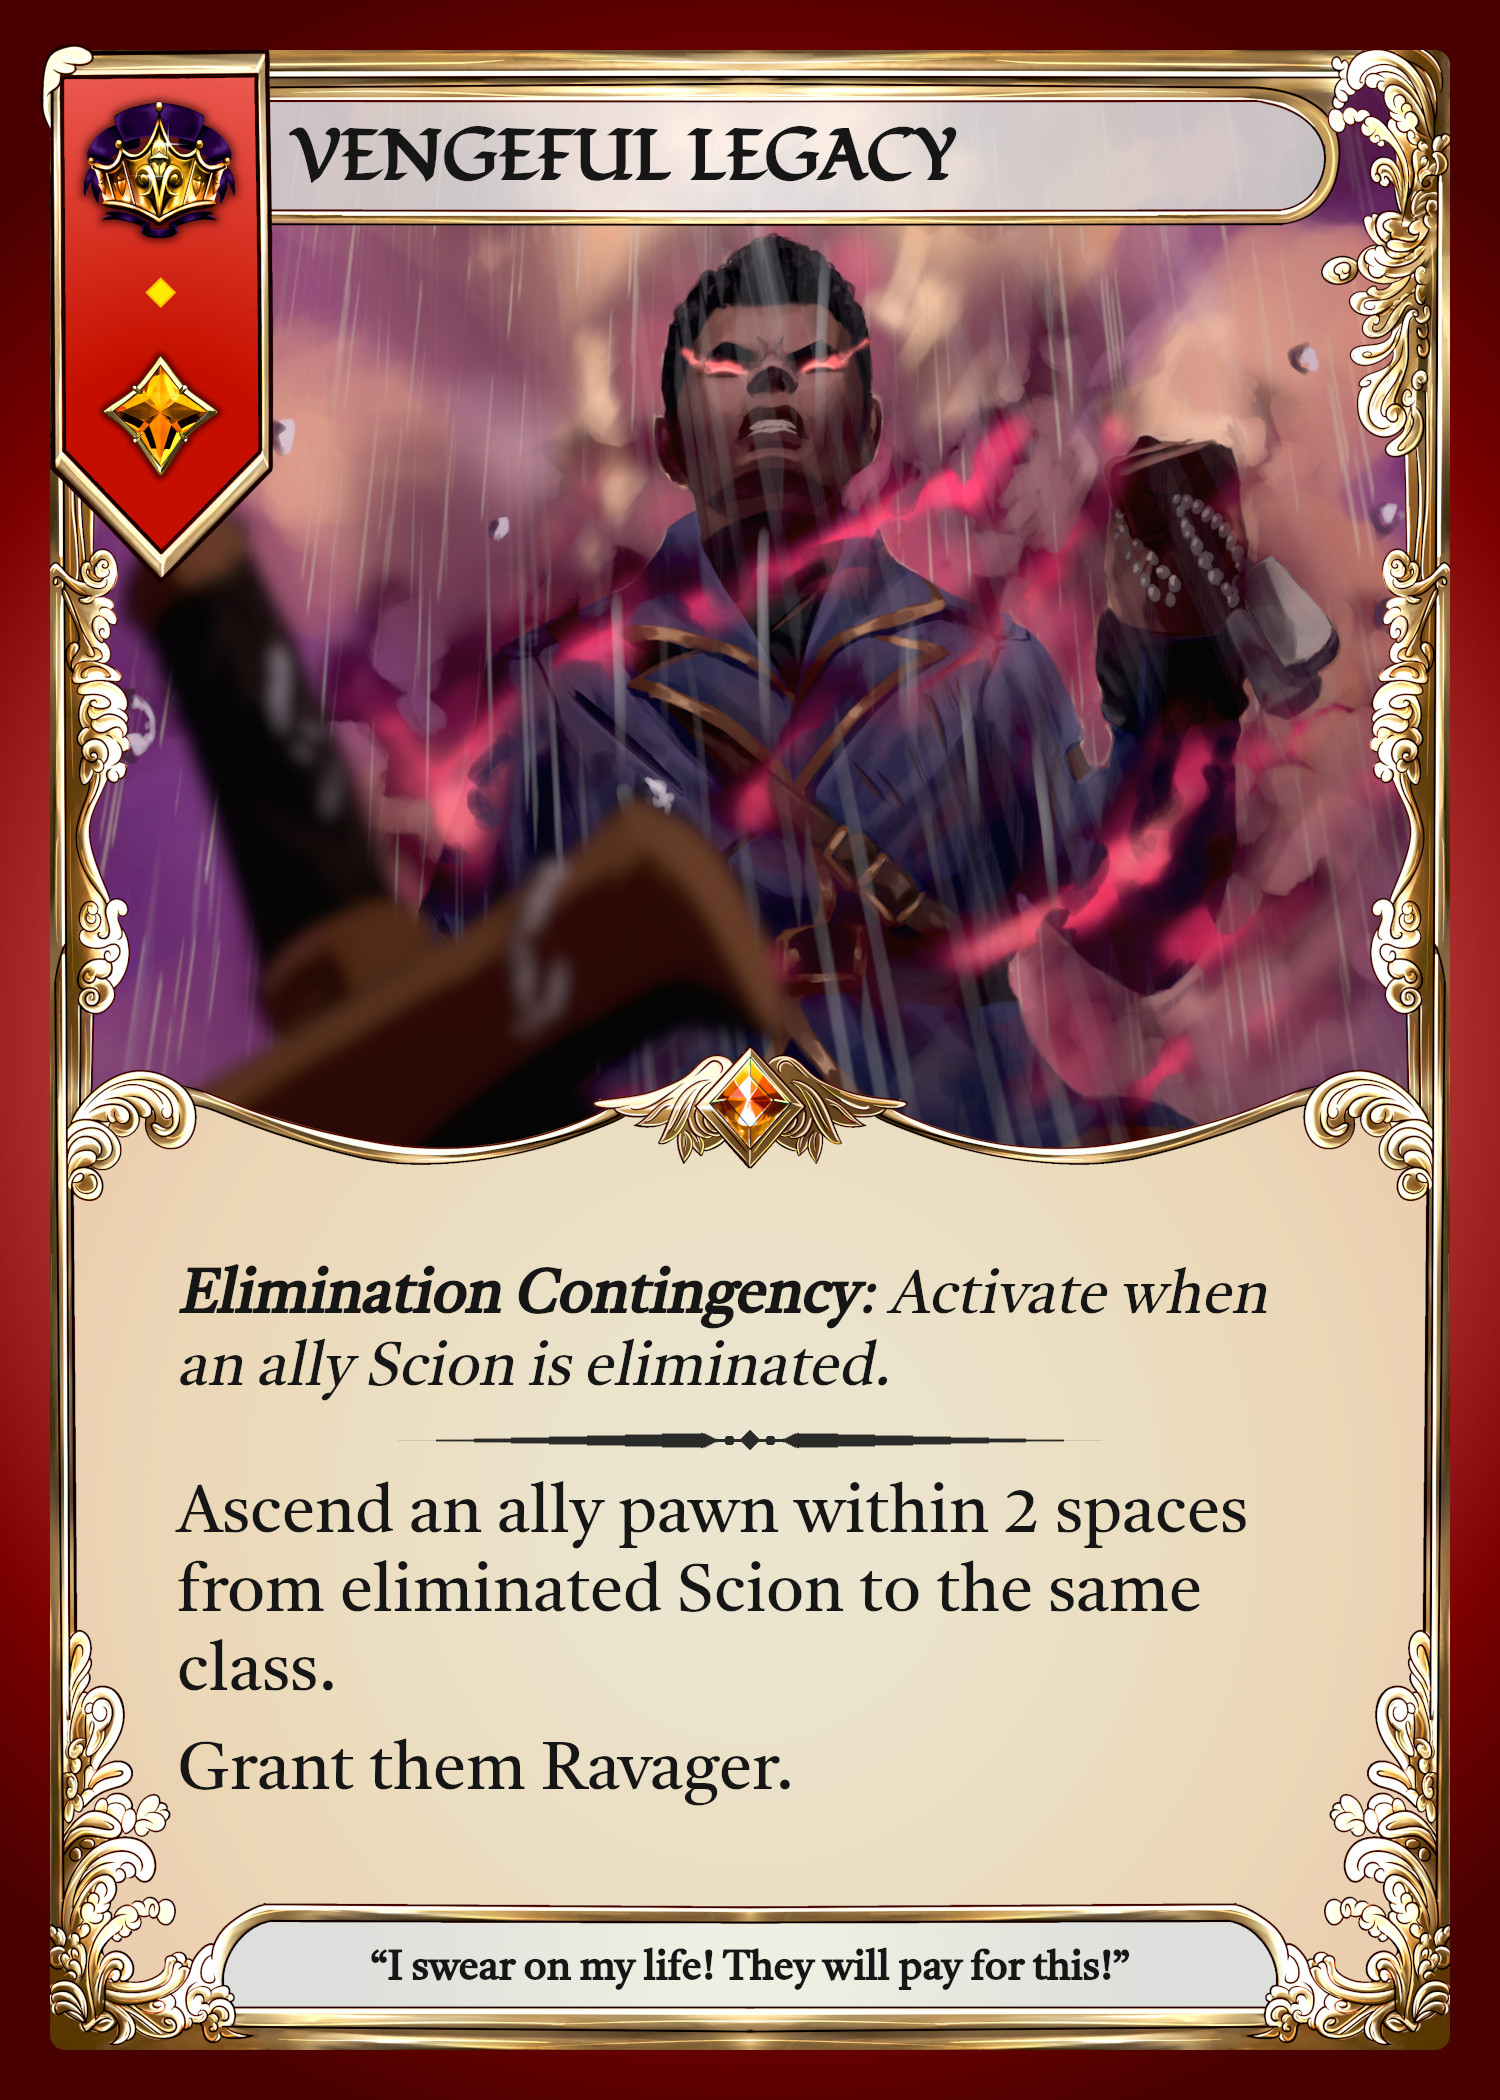 VENGEFUL LEGACY
Elimination Contingency: Activate when
an ally Scion is eliminated.
Ascend an ally pawn within 2 spaces
from eliminated Scion to the same
class.
Grant them Ravager.
“I swear on my life! They will pay for this!”